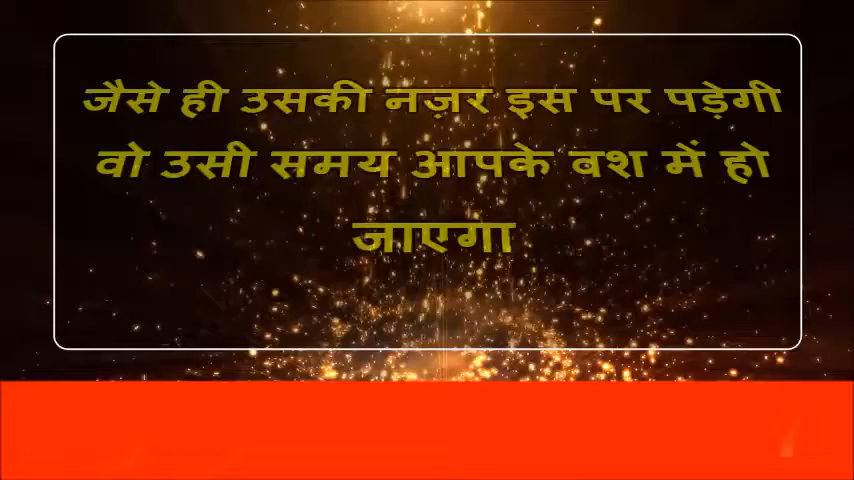 जैसे ही उसकी नज़र इस पर पड़ेगी
वो उसी समय आपके वश में हो
जाएगा